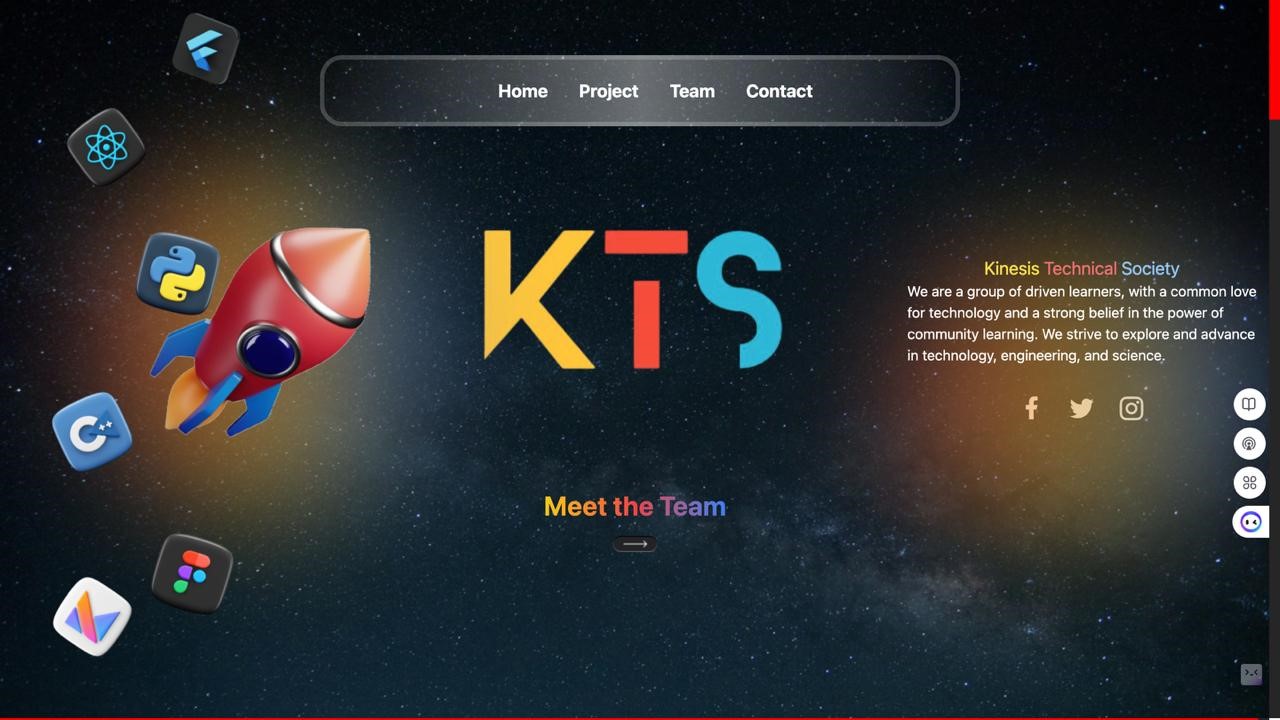 Home Project Team Contact
KTS
Kinesis Technical Society
We are a group of driven learners, with a common love
for technology and a strong belief in the power of
community learning. We strive to explore and advance
in technology, engineering, and science.
Meet the Team